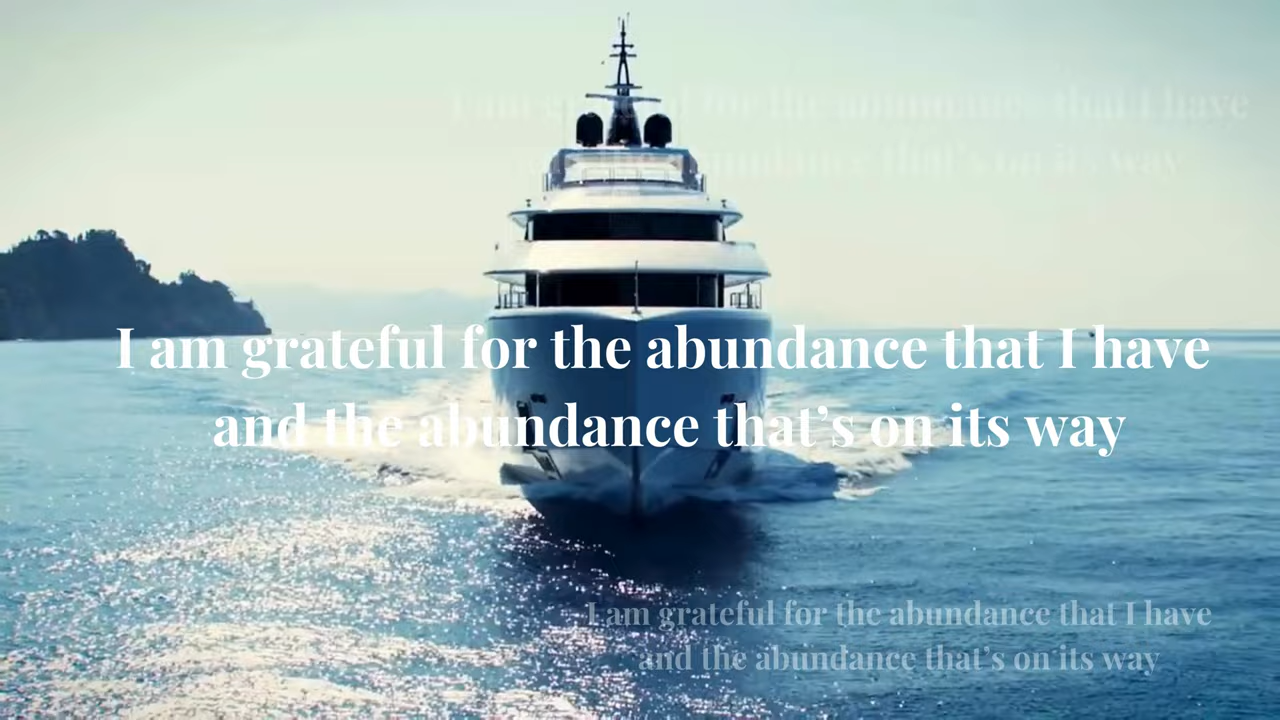 I am grateful for the abundance that I have
and the abundance that's on its way
I am grateful for the abundance that I have
and the abundance that’s on its way
I am grateful for the abundance that I have
and the abundance that’s on its way